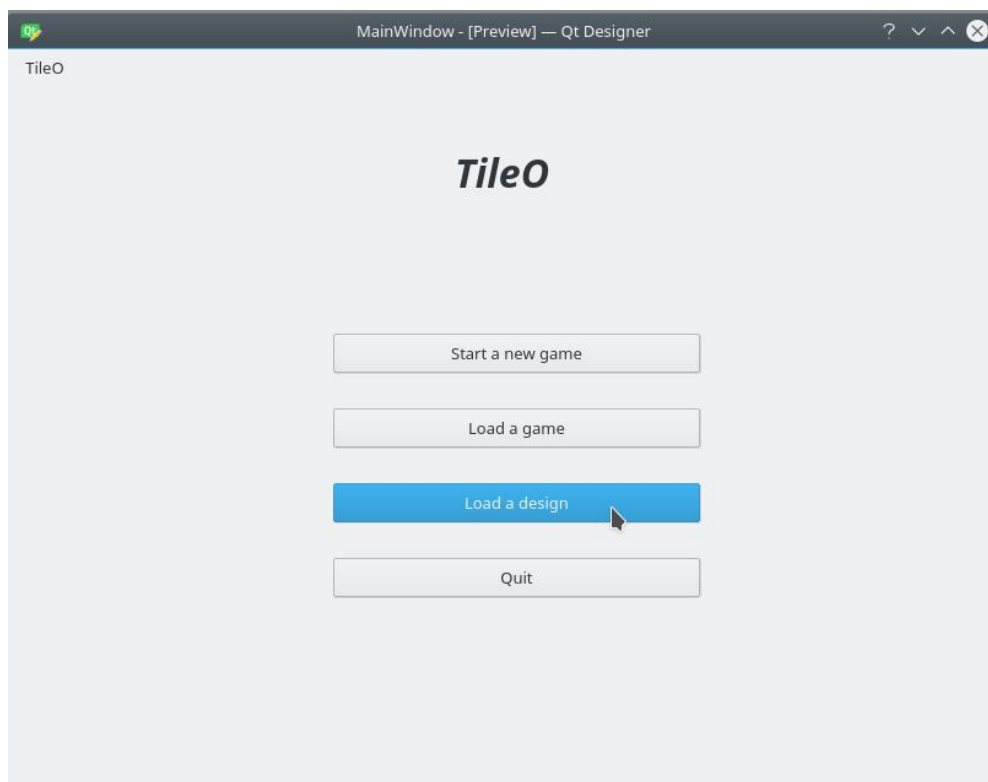 MainWindow - [Preview] — Qt Designer
TileO
TileO
Start a new game
Load a game
Load a design
Quit